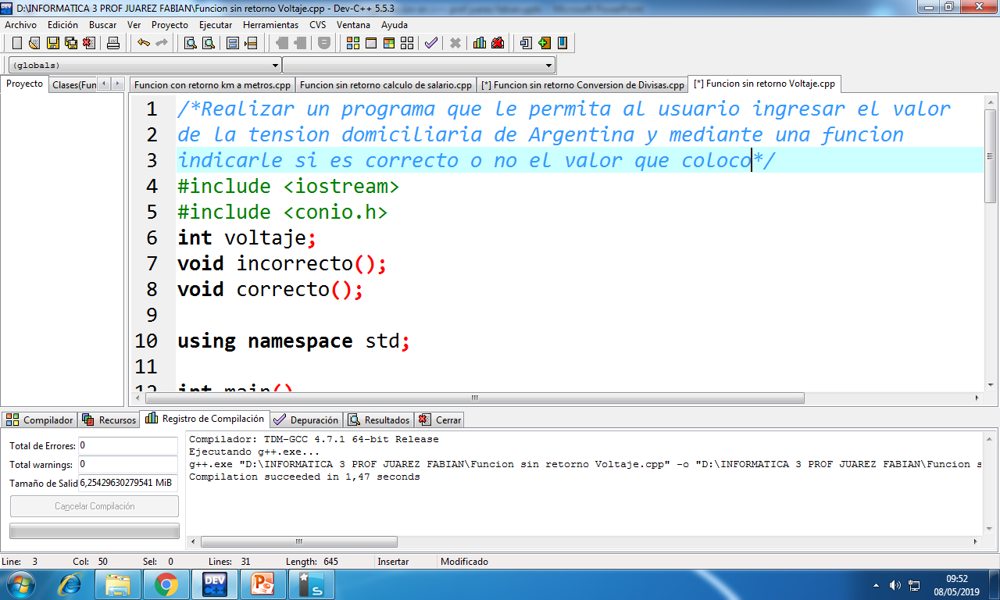 D:\INFORMATICA 3 PROF JUAREZ FABIAN\Funcion sin retorno Voltaje.cpp - Dev-C++ 5.5.3
Archivo Edición Buscar Ver Proyecto Ejecutar Herramientas CVS Ventana Ayuda
(globals)
Proyecto Clases(Fun Funcion con retorno km a metros.cpp Funcion sin retorno calculo de salario.cpp [*] Funcion sin retorno Conversion de Divisas.cpp [*] Funcion sin retorno Voltaje.cpp
1 /*Realizar un programa que le permita al usuario ingresar el valor
2 de la tension domiciliaria de Argentina y mediante una funcion
3 indicarle si es correcto o no el valor que coloco*/
4 #include <iostream>
5 #include <conio.h>
6 int voltaje;
7 void incorrecto();
8 void correcto();
9
10 using namespace std;
11
12 int main()
Compilador Recursos Registro de Compilación Depuración Resultados Cerrar
Total de Errores: 0
Total warnings: 0
Tamaño de Salid 6,25429630279541 MiB
Cancelar Compilación
Compilador: TDM-GCC 4.7.1 64-bit Release
Ejecutando g++.exe...
g++.exe "D:\INFORMATICA 3 PROF JUAREZ FABIAN\Funcion sin retorno Voltaje.cpp" -o "D:\INFORMATICA 3 PROF JUAREZ FABIAN\Funcion s
Compilation succeeded in 1,47 seconds
Line: 3 Col: 50 Sel: 0 Lines: 31 Length: 645 Insertar Modificado
DEV C++ S
09:52
08/05/2019